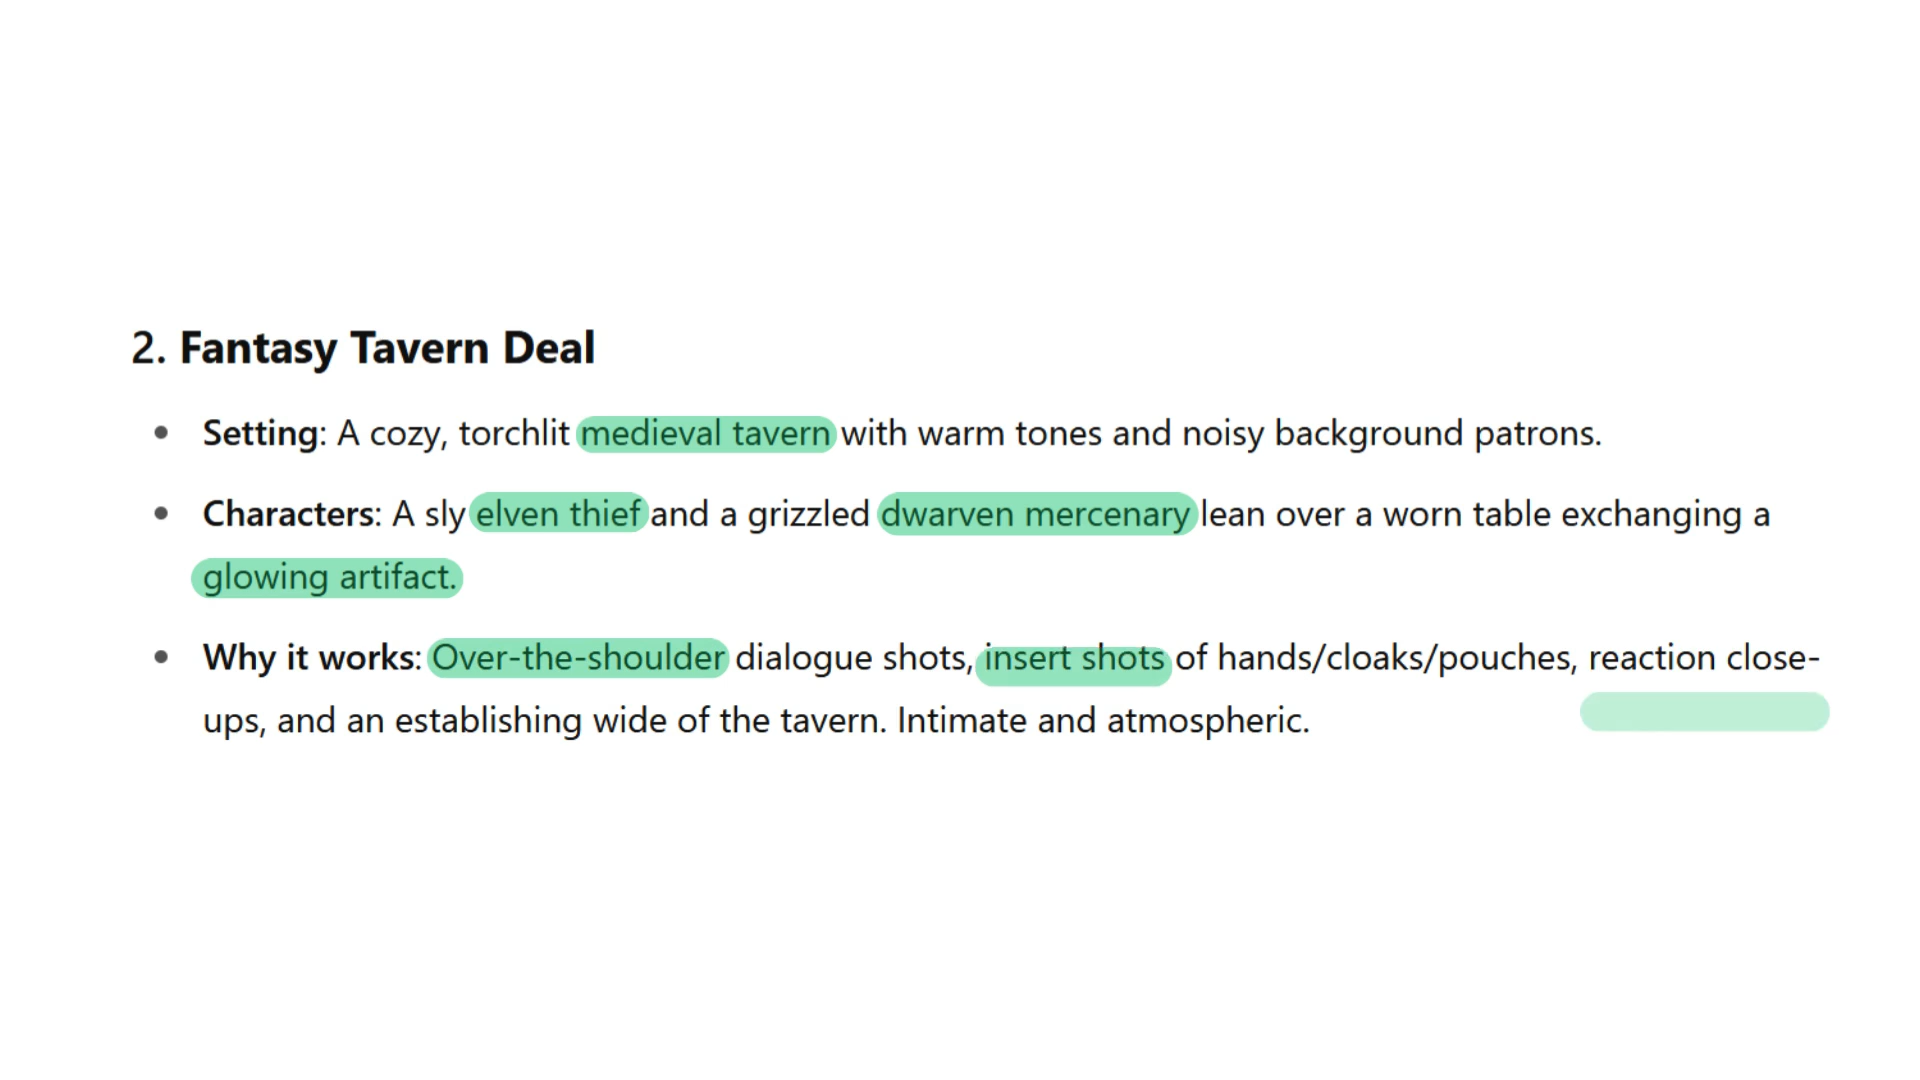 2. Fantasy Tavern Deal
• Setting: A cozy, torchlit medieval tavern with warm tones and noisy background patrons.
• Characters: A sly elven thief and a grizzled dwarven mercenary lean over a worn table exchanging a
glowing artifact.
• Why it works: Over-the-shoulder dialogue shots, insert shots of hands/cloaks/pouches, reaction close-
ups, and an establishing wide of the tavern. Intimate and atmospheric.